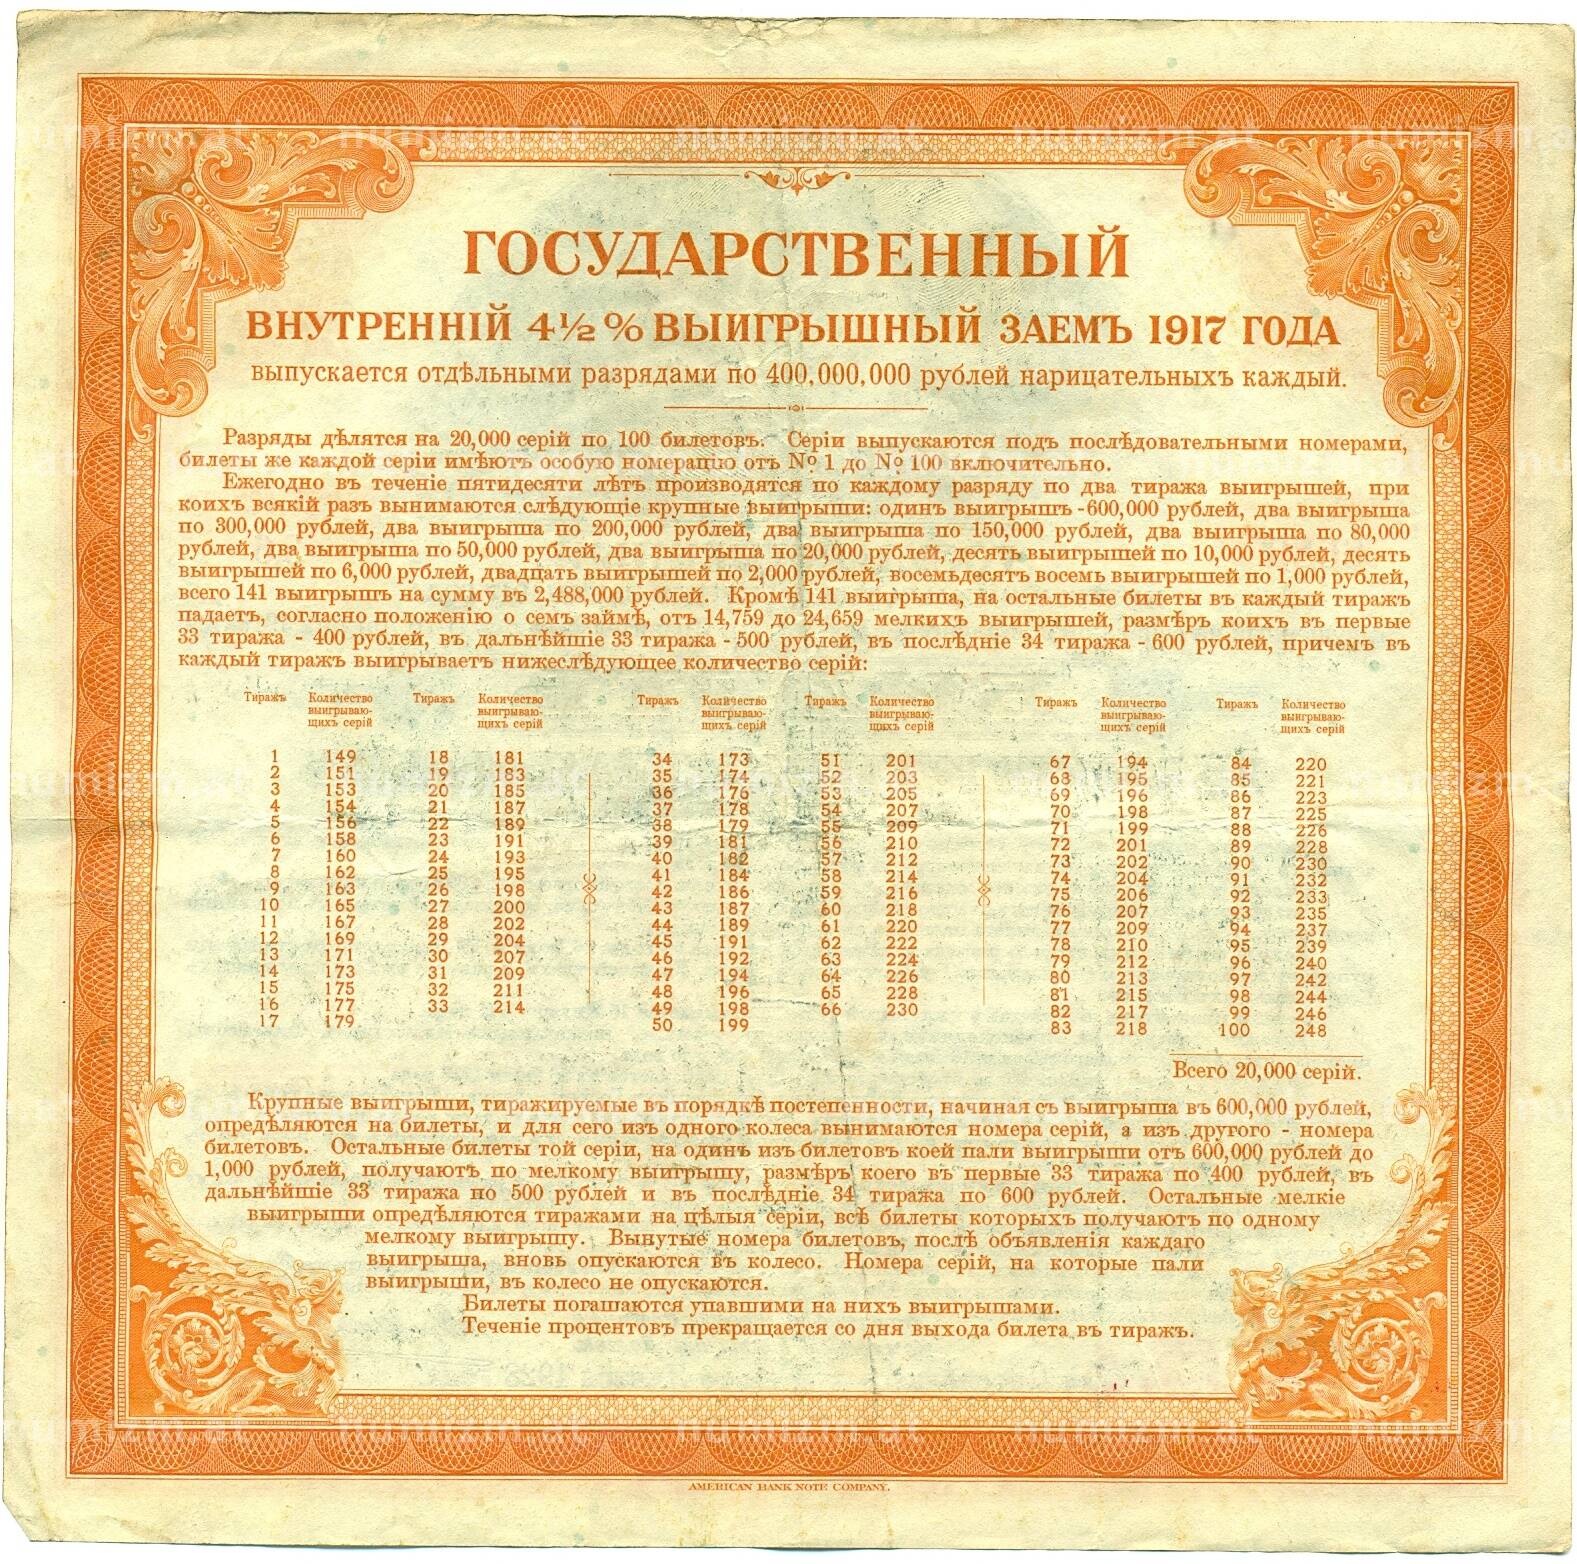 ГОСУДАРСТВЕННЫЙ
ВНУТРЕННІЙ 4½ % ВЫИГРЫШНЫЙ ЗАЕМЪ 1917 ГОДА
выпускается отдѣльными разрядами по 400,000,000 рублей нарицательныхъ каждый.
Разряды дѣлятся на 20,000 серій по 100 билетовъ. Серіи выпускаются подъ послѣдовательными номерами,
билеты же каждой серіи имѣютъ особую номерацію отъ № 1 до № 100 включительно.
Ежегодно въ теченіе пятидесяти лѣтъ производятся по каждому разряду по два тиража выигрышей, при
коихъ всякій разъ вынимаются слѣдующіе крупные выигрыши: одинъ выигрышъ -600,000 рублей, два выигрыша
по 300,000 рублей, два выигрыша по 200,000 рублей, два выигрыша по 150,000 рублей, два выигрыша по 80,000
рублей, два выигрыша по 50,000 рублей, два выигрыша по 20,000 рублей, десять выигрышей по 10,000 рублей, десять
выигрышей по 6,000 рублей, двадцать выигрышей по 2,000 рублей, восемьдесятъ восемь выигрышей по 1,000 рублей,
всего 141 выигрышъ на сумму въ 2,488,000 рублей. Кромѣ 141 выигрыша, на остальные билеты въ каждый тиражъ
падаетъ, согласно положенію о семъ займѣ, отъ 14,759 до 24,659 мелкихъ выигрышей, размѣръ коихъ въ первые
33 тиража - 400 рублей, въ дальнѣйшіе 33 тиража - 500 рублей, въ послѣдніе 34 тиража - 600 рублей, причемъ въ
каждый тиражъ выигрываетъ нижеслѣдующее количество серій:
Тиражъ Количество Тиражъ Количество Тиражъ Количество Тиражъ Количество Тиражъ Количество Тиражъ Количество
выигрываю- выигрываю- выигрываю- выигрываю- выигрываю- выигрываю-
щихъ серій щихъ серій щихъ серій щихъ серій щихъ серій щихъ серій
1 149 18 181 34 173 51 201 67 194 84 220
2 151 19 183 35 174 52 203 68 195 85 221
3 153 20 185 36 176 53 205 69 196 86 223
4 154 21 187 37 178 54 207 70 198 87 225
5 156 22 189 38 179 55 209 71 199 88 226
6 158 23 191 39 181 56 210 72 201 89 228
7 160 24 193 40 182 57 212 73 202 90 230
8 162 25 195 41 184 58 214 74 204 91 232
9 163 26 198 42 186 59 216 75 206 92 233
10 165 27 200 43 187 60 218 76 207 93 235
11 167 28 202 44 189 61 220 77 209 94 237
12 169 29 204 45 191 62 222 78 210 95 239
13 171 30 207 46 192 63 224 79 212 96 240
14 173 31 209 47 194 64 226 80 213 97 242
15 175 32 211 48 196 65 228 81 215 98 244
16 177 33 214 49 198 66 230 82 217 99 246
17 179 50 199 83 218 100 248
Всего 20,000 серій.
Крупные выигрыши, тиражируемые въ порядкѣ постепенности, начиная съ выигрыша въ 600,000 рублей,
опредѣляются на билеты, и для сего изъ одного колеса вынимаются номера серій, а изъ другого - номера
билетовъ. Остальные билеты той серіи, на одинъ изъ билетовъ коей пали выигрыши отъ 600,000 рублей до
1,000 рублей, получаютъ по мелкому выигрышу, размѣръ коего въ первые 33 тиража по 400 рублей, въ
дальнѣйшіе 33 тиража по 500 рублей и въ послѣдніе 34 тиража по 600 рублей. Остальные мелкіе
выигрыши опредѣляются тиражами на цѣлыя серіи, всѣ билеты которыхъ получаютъ по одному
мелкому выигрышу. Вынутые номера билетовъ, послѣ объявленія каждаго
выигрыша, вновь опускаются въ колесо. Номера серій, на которые пали
выигрыши, въ колесо не опускаются.
Билеты погашаются упавшими на нихъ выигрышами.
Теченіе процентовъ прекращается со дня выхода билета въ тиражъ.
AMERICAN BANK NOTE COMPANY.
numizm.at numizm.at numizm.at numizm.at numizm.at